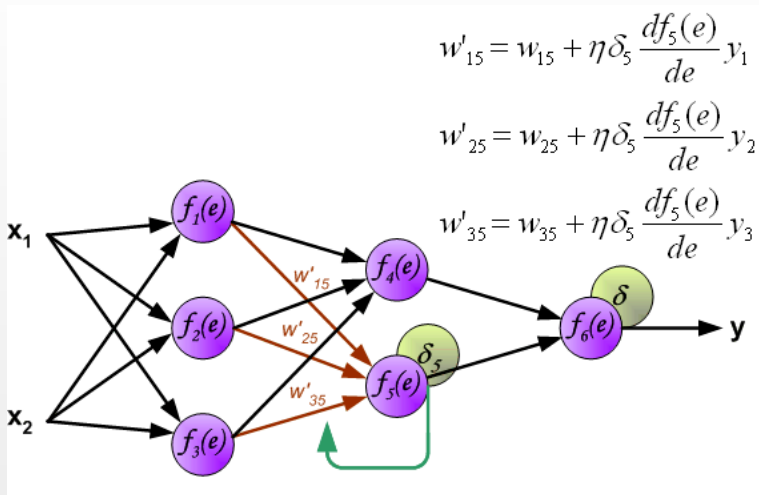 w'₁₅ = w₁₅ + ηδ₅ df₅(e)/de y₁
w'₂₅ = w₂₅ + ηδ₅ df₅(e)/de y₂
w'₃₅ = w₃₅ + ηδ₅ df₅(e)/de y₃
x₁
x₂
f₁(e)
f₂(e)
f₃(e)
w'₁₅
w'₂₅
w'₃₅
f₄(e)
δ₅
f₅(e)
δ
f₆(e)
y